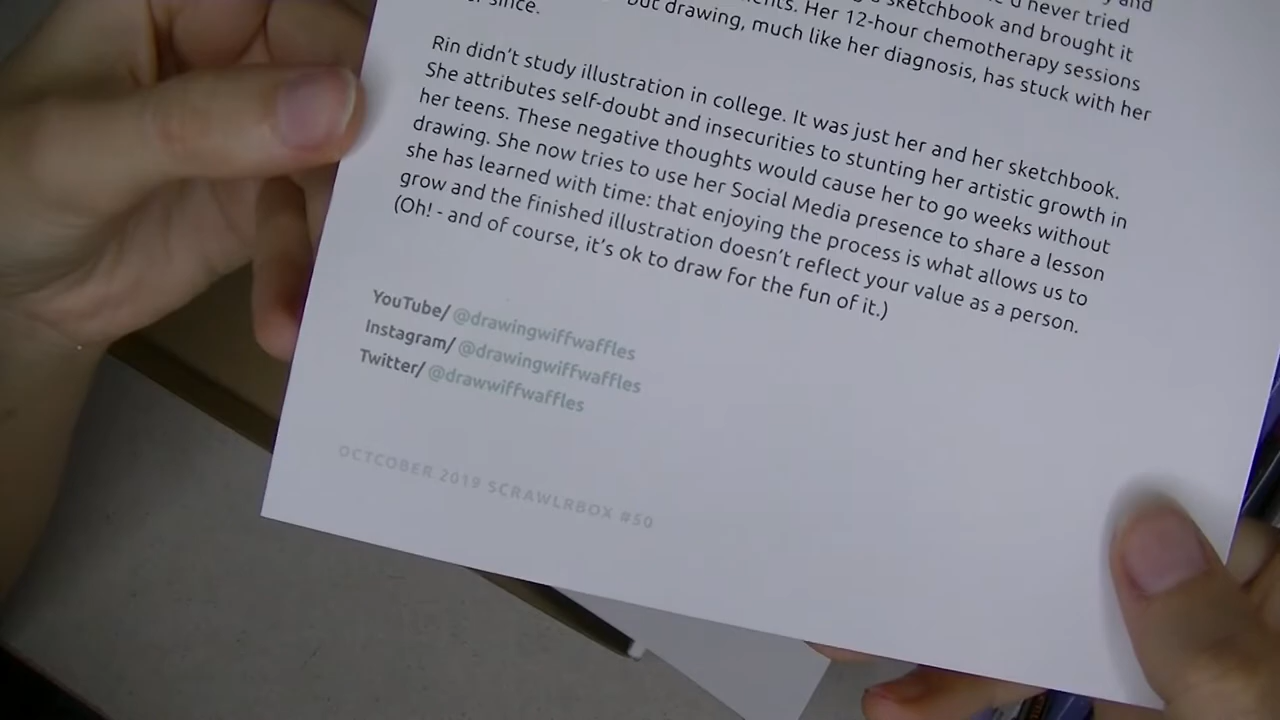 and
sketchbook and brought it
never tried
Her 12-hour chemotherapy sessions
since.
but drawing, much like her diagnosis, has stuck with her
Rin didn't study illustration in college. It was just her and her sketchbook.
She attributes self-doubt and insecurities to stunting her artistic growth in
her teens. These negative thoughts would cause her to go weeks without
drawing. She now tries to use her Social Media presence to share a lesson
she has learned with time: that enjoying the process is what allows us to
grow and the finished illustration doesn't reflect your value as a person.
(Oh! - and of course, it's ok to draw for the fun of it.)
YouTube/ @drawingwiffwaffles
Instagram/ @drawingwiffwaffles
Twitter/ @drawwiffwaffles
OCTCOBER 2019 SCRAWLRBOX #50